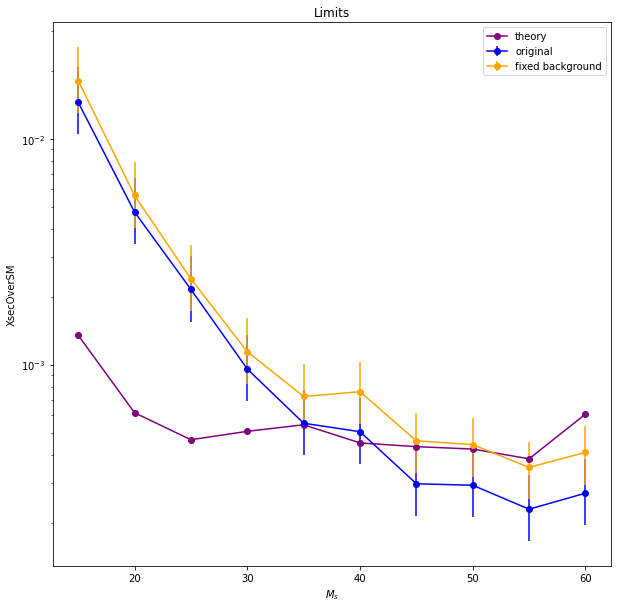 Limits
theory
original
fixed background
XsecOverSM
10⁻²
10⁻³
20 30 40 50 60
Mₛ